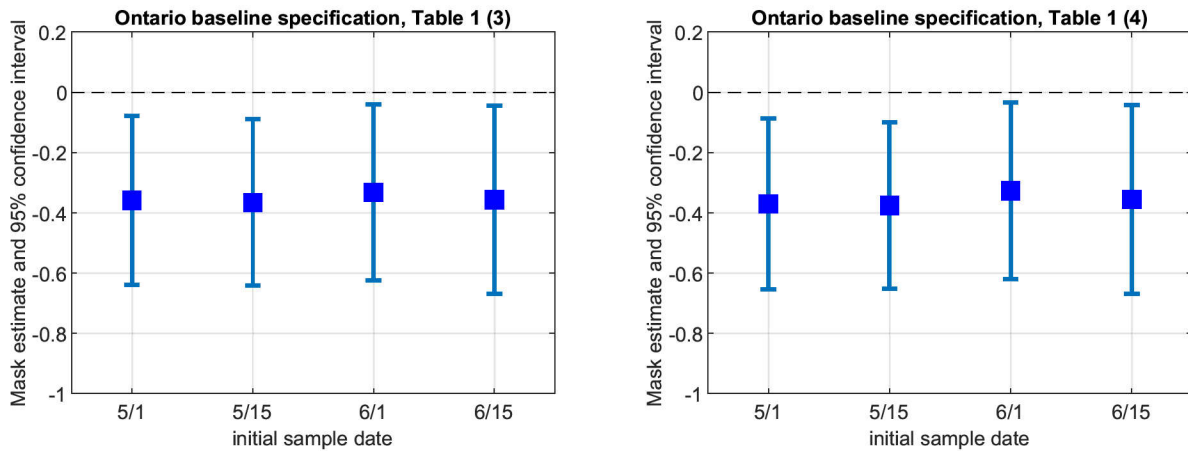 Ontario baseline specification, Table 1 (3)
Mask estimate and 95% confidence interval
0.2
0
-0.2
-0.4
-0.6
-0.8
-1
5/1 5/15 6/1 6/15
initial sample date
Ontario baseline specification, Table 1 (4)
Mask estimate and 95% confidence interval
0.2
0
-0.2
-0.4
-0.6
-0.8
-1
5/1 5/15 6/1 6/15
initial sample date